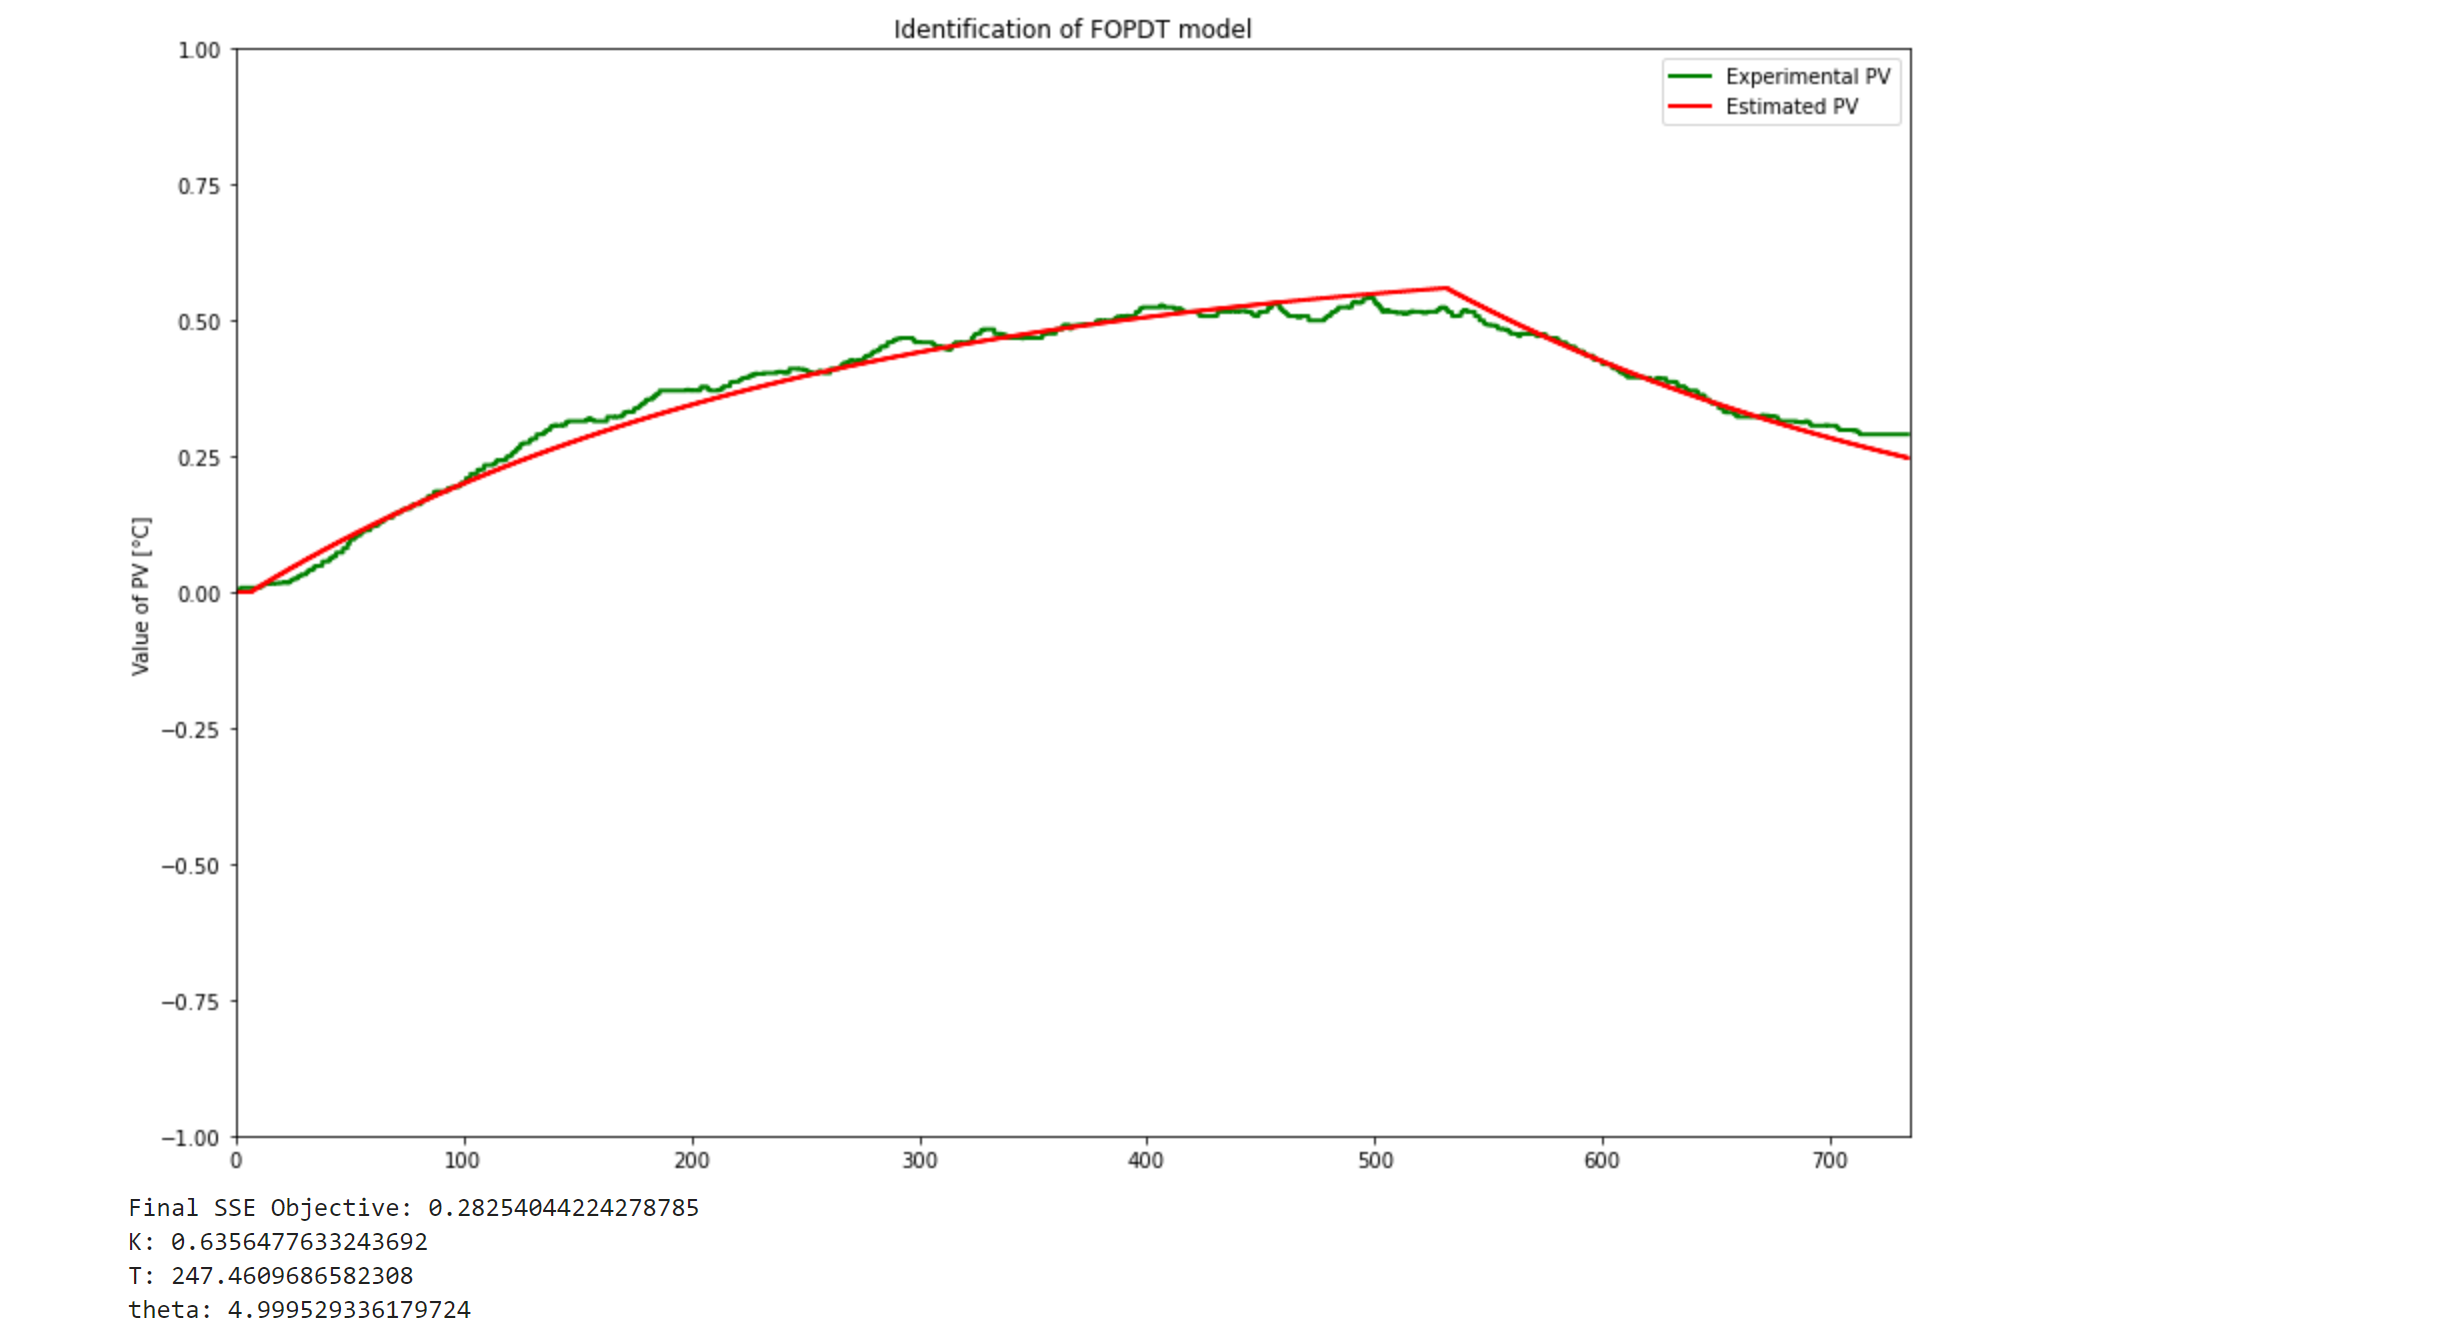 Identification of FOPDT model
1.00
Experimental PV
Estimated PV
0.75
0.50
0.25
0.00
−0.25
−0.50
−0.75
−1.00
Value of PV [°C]
0 100 200 300 400 500 600 700
Final SSE Objective: 0.28254044224278785
K: 0.6356477633243692
T: 247.4609686582308
theta: 4.999529336179724